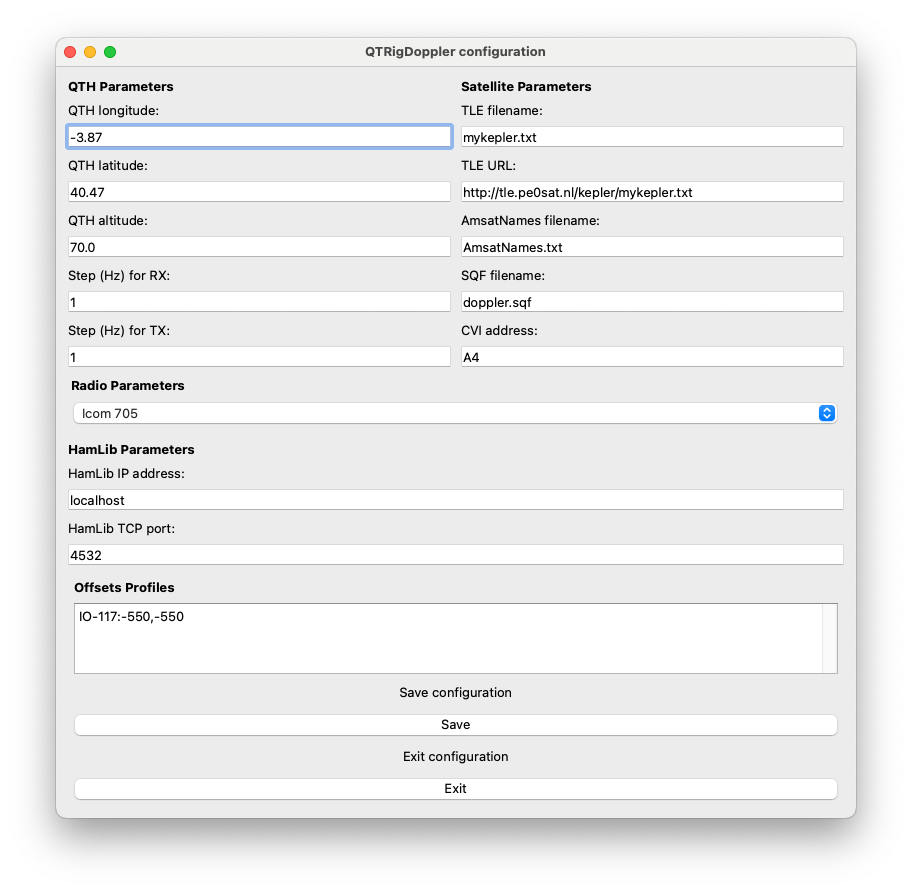 QTRigDoppler configuration
QTH Parameters
QTH longitude:
-3.87
QTH latitude:
40.47
QTH altitude:
70.0
Step (Hz) for RX:
1
Step (Hz) for TX:
1
Satellite Parameters
TLE filename:
mykepler.txt
TLE URL:
http://tle.pe0sat.nl/kepler/mykepler.txt
AmsatNames filename:
AmsatNames.txt
SQF filename:
doppler.sqf
CVI address:
A4
Radio Parameters
Icom 705
HamLib Parameters
HamLib IP address:
localhost
HamLib TCP port:
4532
Offsets Profiles
IO-117:-550,-550
Save configuration
Save
Exit configuration
Exit